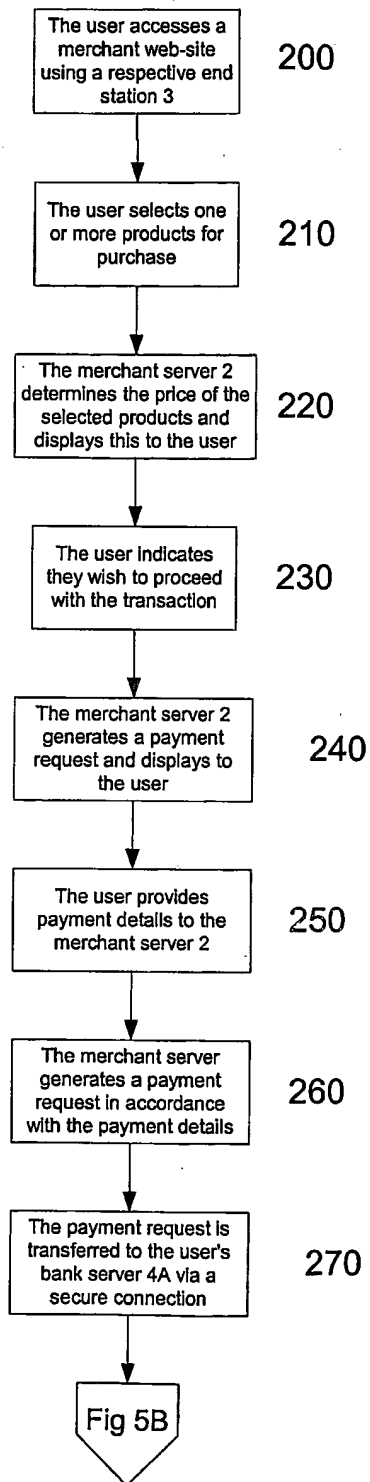 The user accesses a
merchant web-site
using a respective end
station 3
200
The user selects one
or more products for
purchase
210
The merchant server 2
determines the price of the
selected products and
displays this to the user
220
The user indicates
they wish to proceed
with the transaction
230
The merchant server 2
generates a payment
request and displays to
the user
240
The user provides
payment details to the
merchant server 2
250
The merchant server
generates a payment
request in accordance
with the payment details
260
The payment request is
transferred to the user's
bank server 4A via a
secure connection
270
Fig 5B